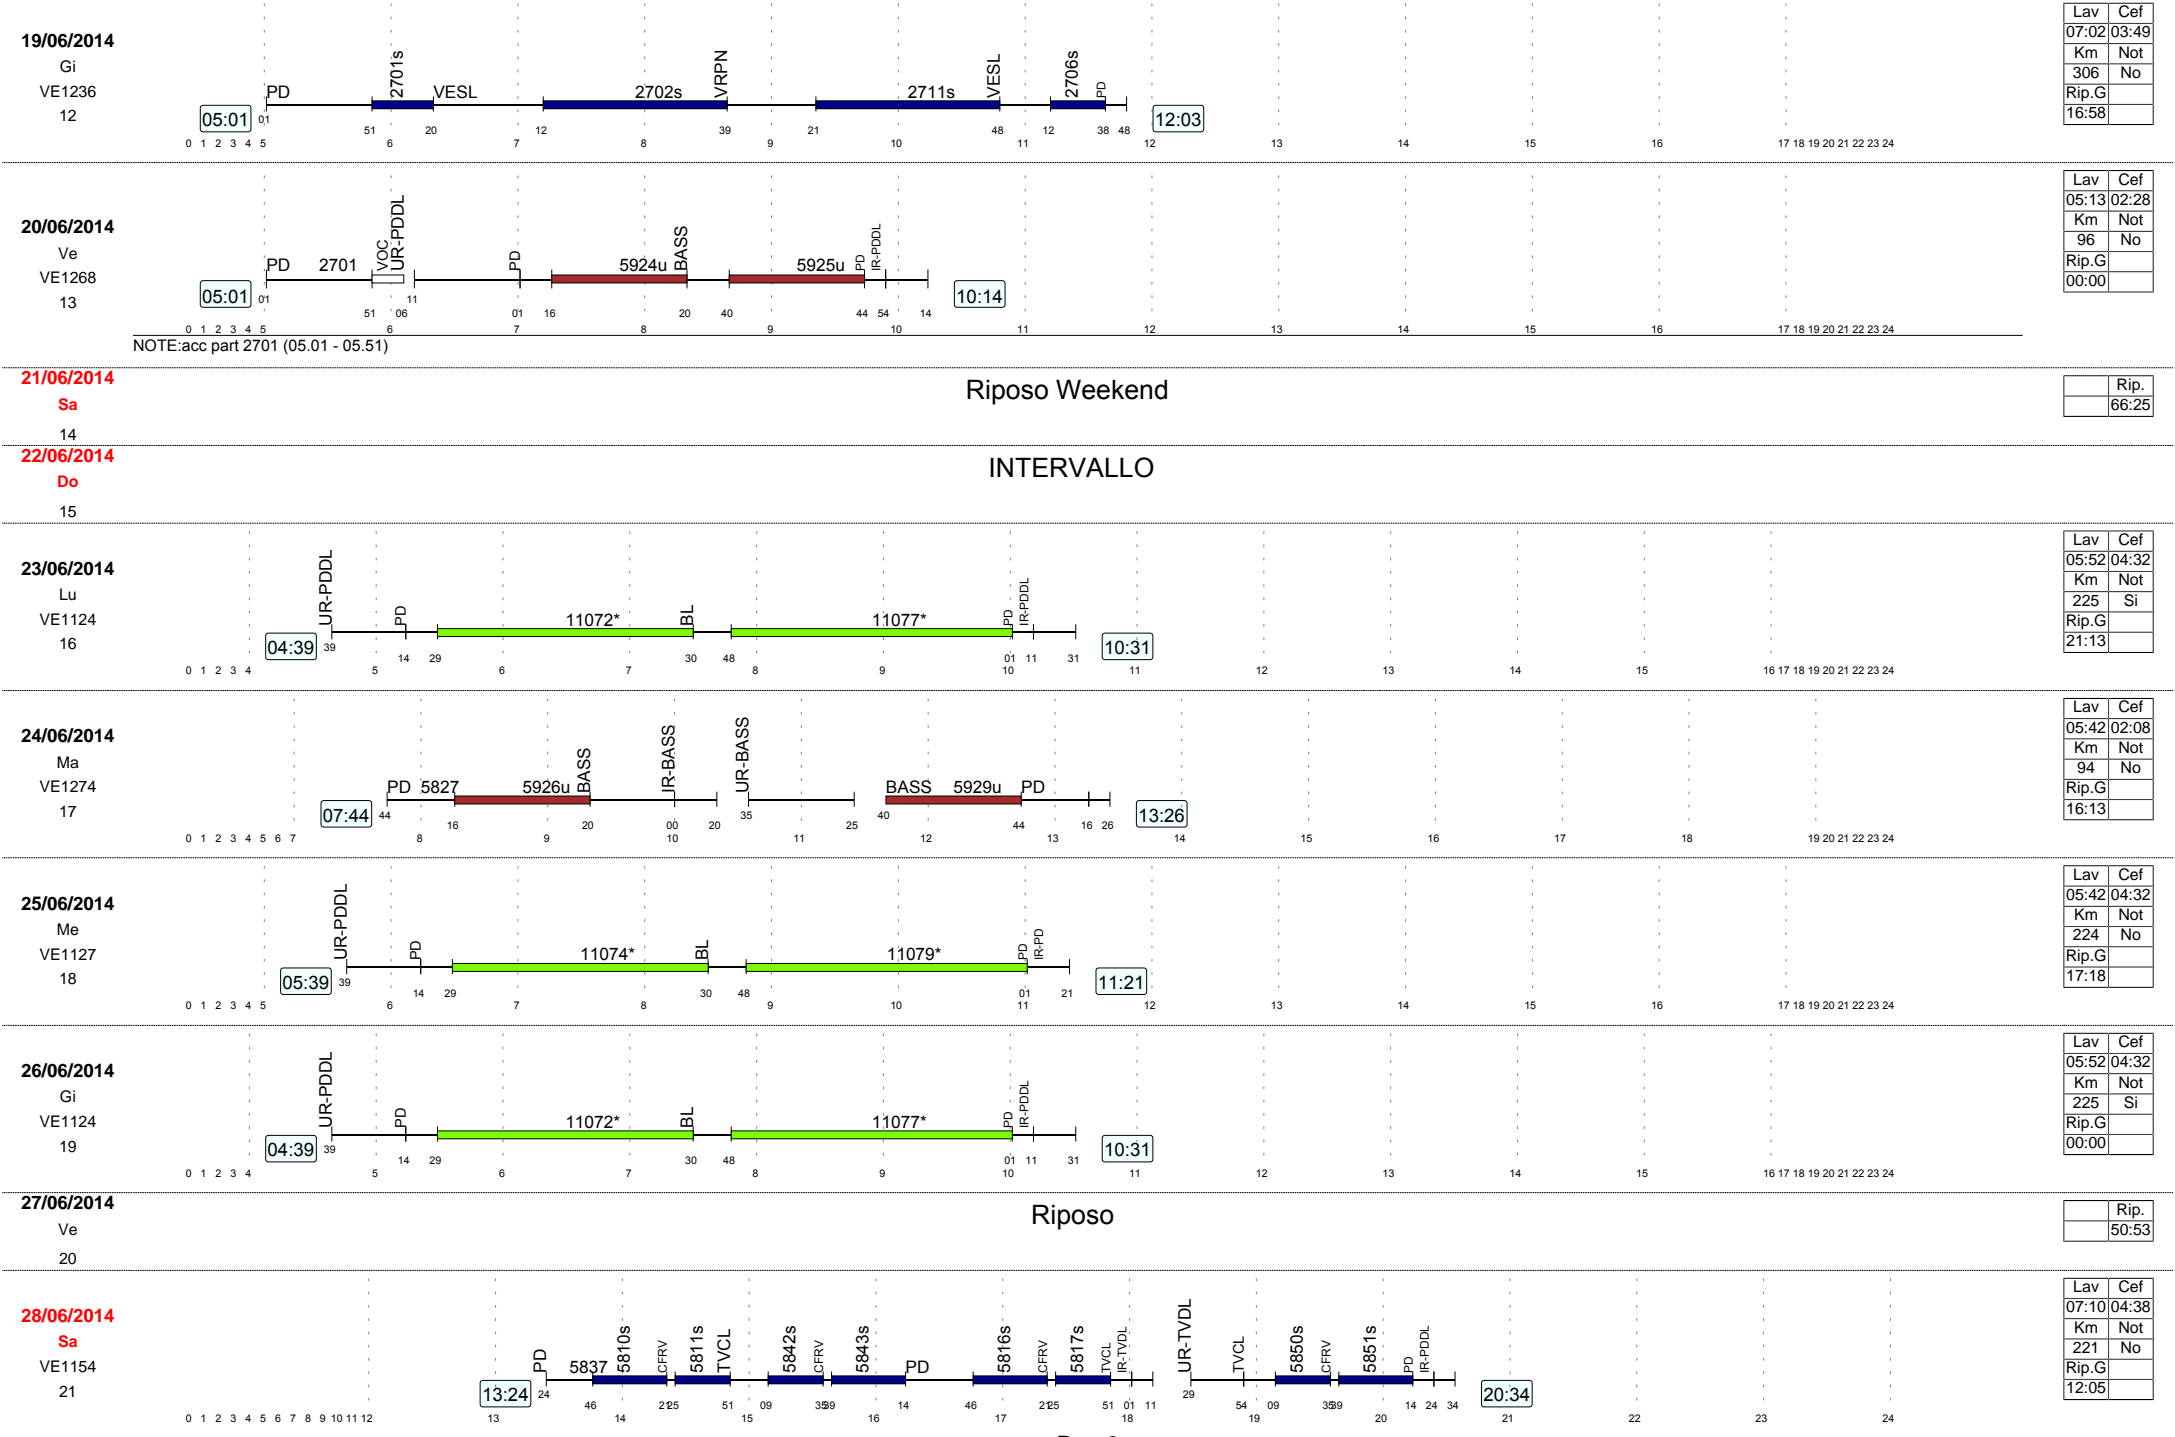 19/06/2014
Gi
VE1236
12
05:01
PD 2701s VESL 2702s VRPN 2711s VESL 2706s PD
12:03
01 51 20 12 39 21 48 12 38 48
0 1 2 3 4 5 6 7 8 9 10 11 12 13 14 15 16 17 18 19 20 21 22 23 24
Lav Cef
07:02 03:49
Km Not
306 No
Rip.G
16:58
20/06/2014
Ve
VE1268
13
05:01
PD 2701 VOC UR-PDDL PD 5924u BASS 5925u PD IR-PDDL
10:14
01 51 06 11 01 16 20 40 44 54 14
0 1 2 3 4 5 6 7 8 9 10 11 12 13 14 15 16 17 18 19 20 21 22 23 24
NOTE:acc part 2701 (05.01 - 05.51)
Lav Cef
05:13 02:28
Km Not
96 No
Rip.G
00:00
21/06/2014
Sa
14
Riposo Weekend
Rip.
66:25
22/06/2014
Do
15
INTERVALLO
23/06/2014
Lu
VE1124
16
04:39
UR-PDDL PD 11072* BL 11077* PD IR-PDDL
10:31
39 14 29 30 48 01 11 31
0 1 2 3 4 5 6 7 8 9 10 11 12 13 14 15 16 17 18 19 20 21 22 23 24
Lav Cef
05:52 04:32
Km Not
225 Si
Rip.G
21:13
24/06/2014
Ma
VE1274
17
07:44
PD 5827 5926u BASS IR-BASS UR-BASS BASS 5929u PD
13:26
44 16 20 00 20 35 25 40 44 16 26
0 1 2 3 4 5 6 7 8 9 10 11 12 13 14 15 16 17 18 19 20 21 22 23 24
Lav Cef
05:42 02:08
Km Not
94 No
Rip.G
16:13
25/06/2014
Me
VE1127
18
05:39
UR-PDDL PD 11074* BL 11079* PD IR-PD
11:21
39 14 29 30 48 01 21
0 1 2 3 4 5 6 7 8 9 10 11 12 13 14 15 16 17 18 19 20 21 22 23 24
Lav Cef
05:42 04:32
Km Not
224 No
Rip.G
17:18
26/06/2014
Gi
VE1124
19
04:39
UR-PDDL PD 11072* BL 11077* PD IR-PDDL
10:31
39 14 29 30 48 01 11 31
0 1 2 3 4 5 6 7 8 9 10 11 12 13 14 15 16 17 18 19 20 21 22 23 24
Lav Cef
05:52 04:32
Km Not
225 Si
Rip.G
00:00
27/06/2014
Ve
20
Riposo
Rip.
50:53
28/06/2014
Sa
VE1154
21
13:24
PD 5837 5810s CFRV 5811s TVCL 5842s CFRV 5843s PD 5816s CFRV 5817s TVCL IR-TVDL UR-TVDL TVCL 5850s CFRV 5851s PD IR-PDDL
20:34
24 46 21 25 51 09 35 39 14 46 21 25 51 01 11 29 54 09 35 39 14 24 34
0 1 2 3 4 5 6 7 8 9 10 11 12 13 14 15 16 17 18 19 20 21 22 23 24
Lav Cef
07:10 04:38
Km Not
221 No
Rip.G
12:05